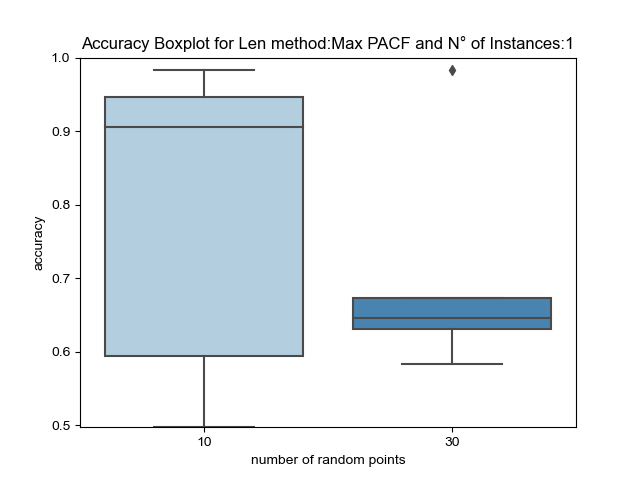 Accuracy Boxplot for Len method:Max PACF and N° of Instances:1
1.0
0.9
0.8
0.7
0.6
0.5
accuracy
10
30
number of random points